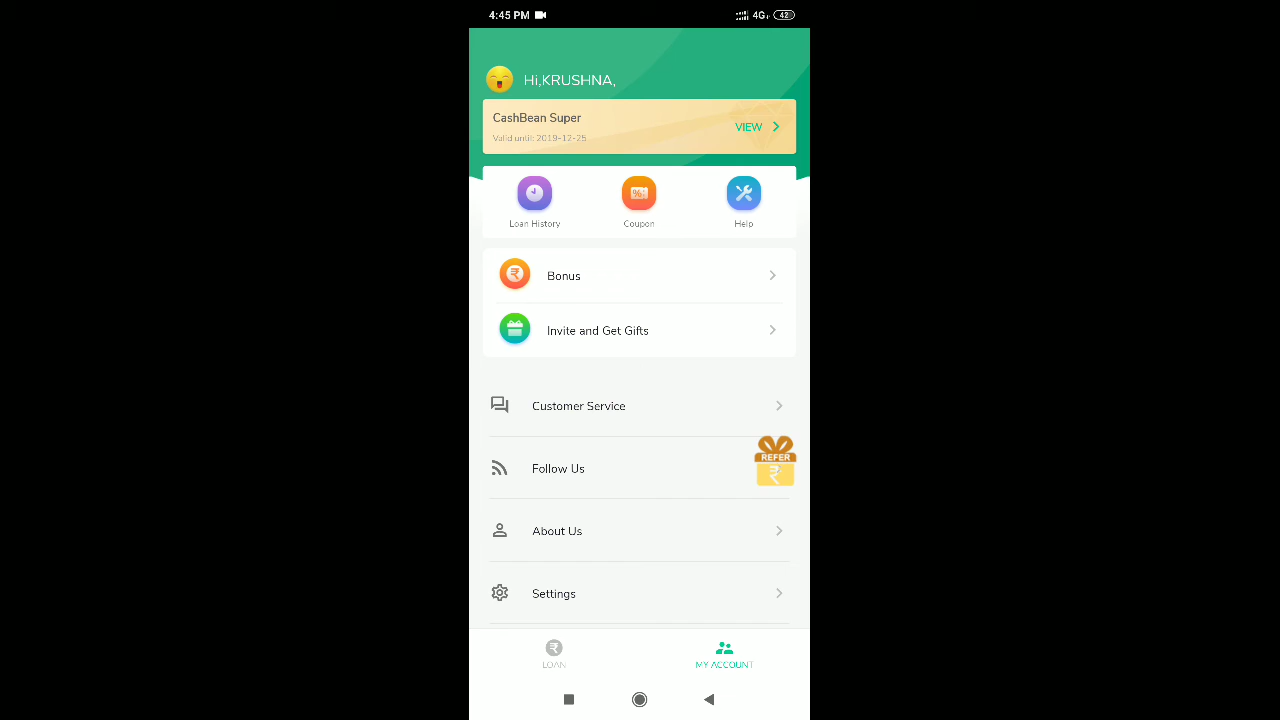 4:45 PM 4G+ 42
Hi,KRUSHNA,
CashBean Super
Valid until: 2019-12-25
VIEW
Loan History Coupon Help
Bonus
Invite and Get Gifts
Customer Service
Follow Us
REFER
₹
About Us
Settings
LOAN MY ACCOUNT